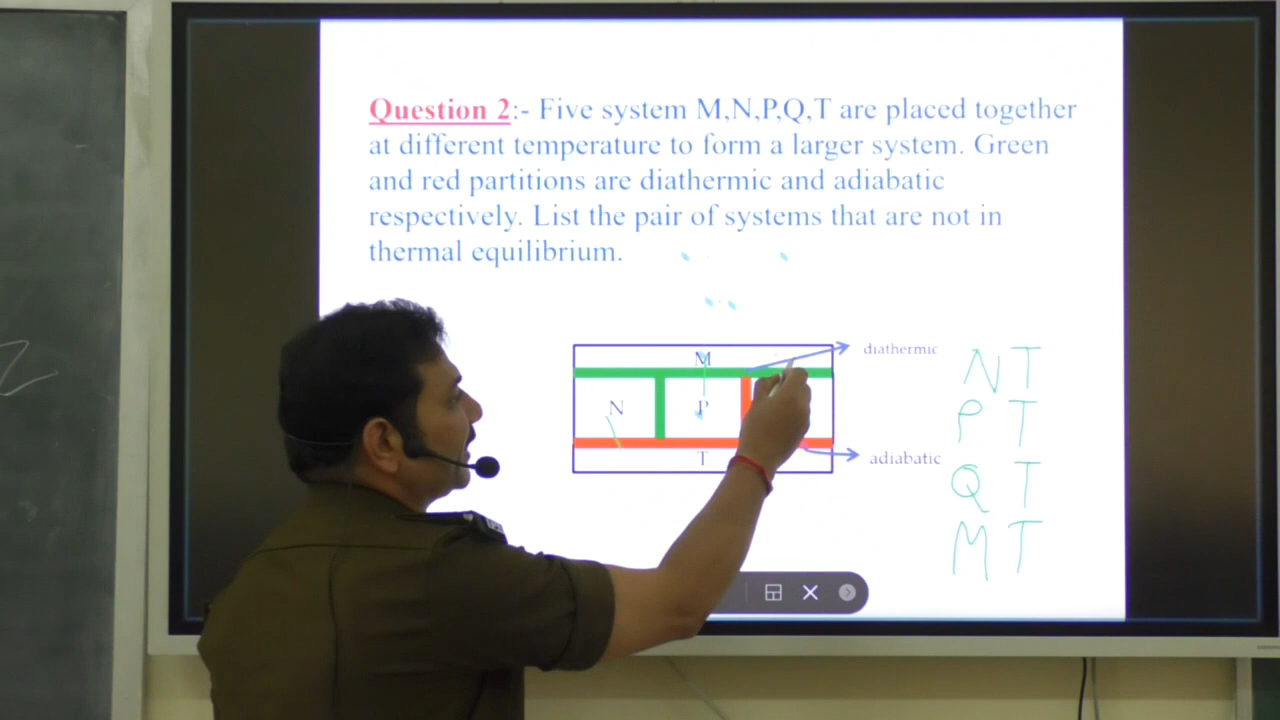 Question 2:- Five system M,N,P,Q,T are placed together
at different temperature to form a larger system. Green
and red partitions are diathermic and adiabatic
respectively. List the pair of systems that are not in
thermal equilibrium.
M
diathermic
N
P
T
adiabatic
N T
P T
Q T
M T